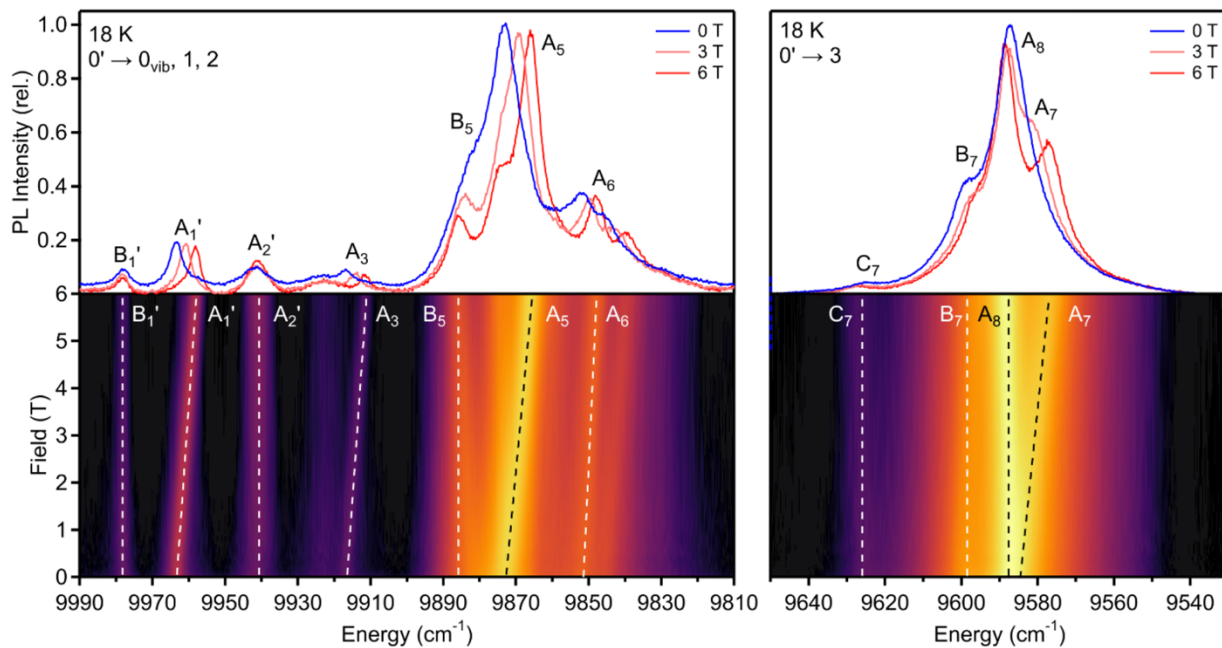 18 K
0' → 0vib, 1, 2
0 T
3 T
6 T
A5
B5
A6
B1'
A1'
A2'
A3
PL Intensity (rel.)
1.0
0.8
0.6
0.4
0.2
6
5
4
3
2
1
0
Field (T)
B1'
A1'
A2'
A3
B5
A5
A6
9990 9970 9950 9930 9910 9890 9870 9850 9830 9810
Energy (cm-1)
18 K
0' → 3
0 T
3 T
6 T
A8
A7
B7
C7
C7
B7
A8
A7
9640 9620 9600 9580 9560 9540
Energy (cm-1)